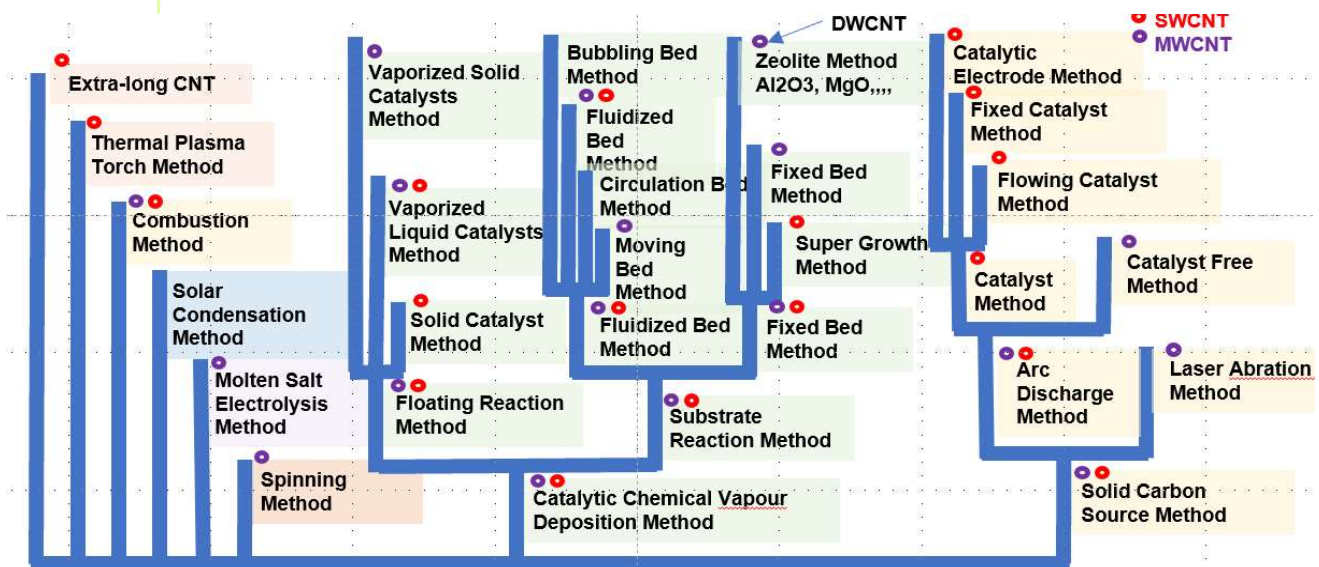 DWCNT
SWCNT
MWCNT
Extra-long CNT
Thermal Plasma
Torch Method
Combustion
Method
Solar
Condensation
Method
Molten Salt
Electrolysis
Method
Spinning
Method
Vaporized Solid
Catalysts
Method
Vaporized
Liquid Catalysts
Method
Solid Catalyst
Method
Floating Reaction
Method
Bubbling Bed
Method
Fluidized
Bed
Method
Circulation Bed
Method
Moving
Bed
Method
Fluidized Bed
Method
Zeolite Method
Al2O3, MgO,,,,
Fixed Bed
Method
Super Growth
Method
Fixed Bed
Method
Substrate
Reaction Method
Catalytic Chemical Vapour
Deposition Method
Catalytic
Electrode Method
Fixed Catalyst
Method
Flowing Catalyst
Method
Catalyst
Method
Catalyst Free
Method
Arc
Discharge
Method
Laser Abration
Method
Solid Carbon
Source Method